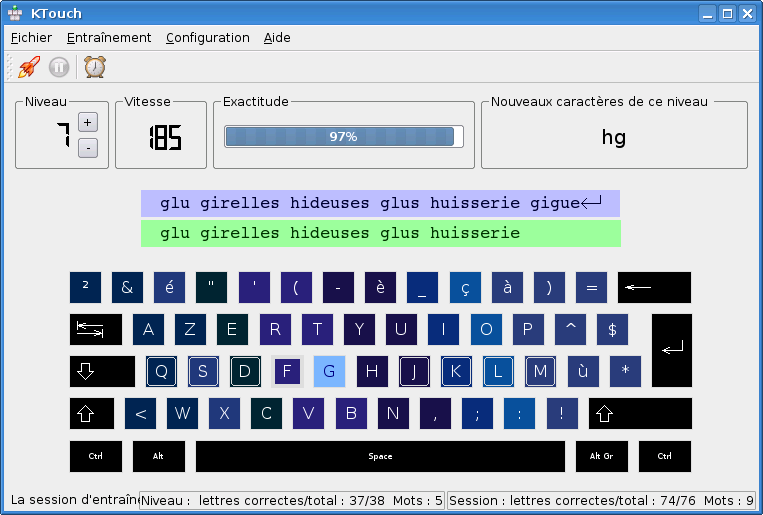 KTouch
Fichier Entraînement Configuration Aide
Niveau Vitesse Exactitude Nouveaux caractères de ce niveau
7 + - 185 97% hg
glu girelles hideuses glus huisserie gigue
glu girelles hideuses glus huisserie
² & é " ' ( - è _ ç à ) =
A Z E R T Y U I O P ^ $
Q S D F G H J K L M ù *
< W X C V B N , ; : !
Ctrl Alt Space Alt Gr Ctrl
La session d'entraîne Niveau : lettres correctes/total : 37/38 Mots : 5 Session : lettres correctes/total : 74/76 Mots : 9